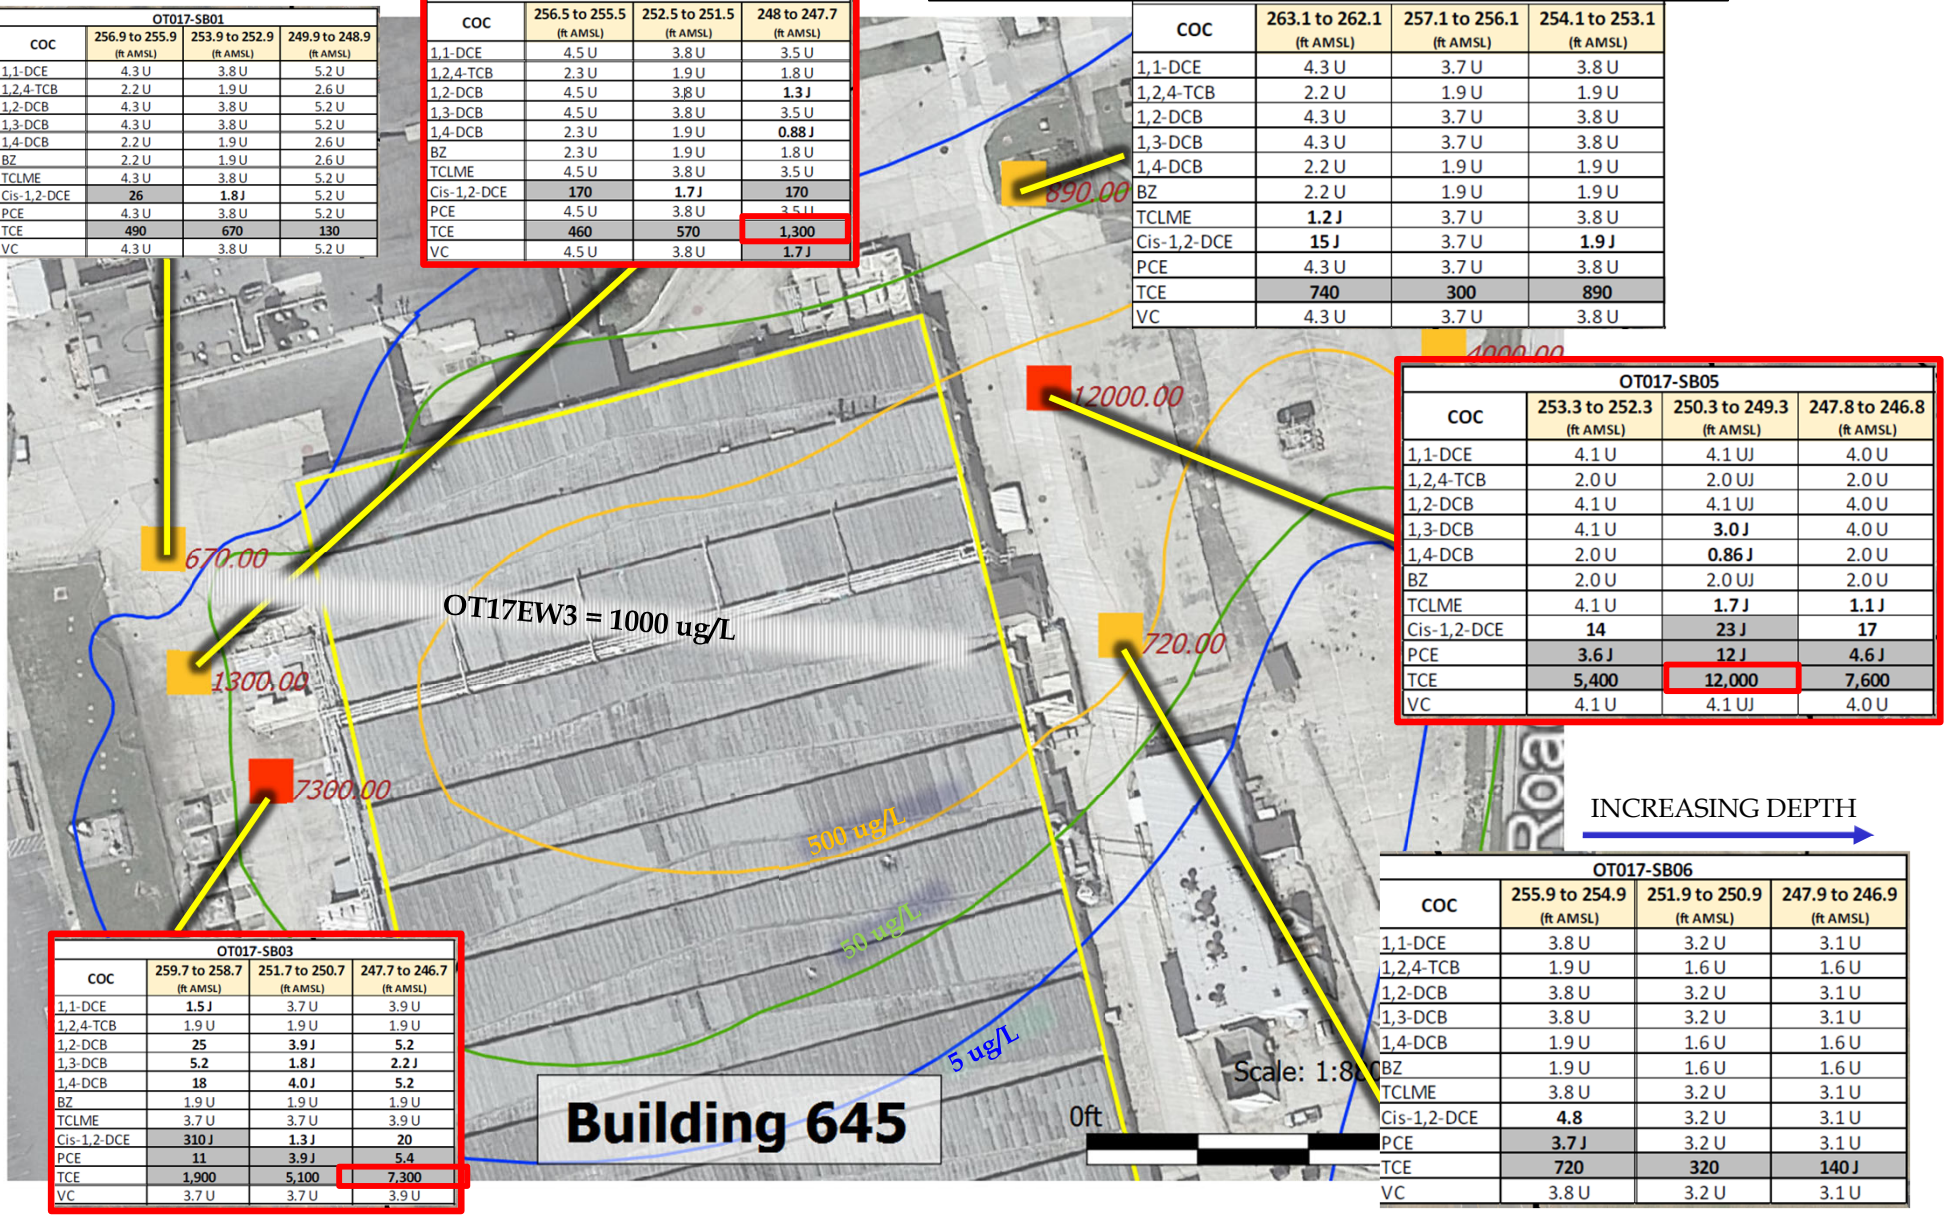 OT017-SB01
COC 256.9 to 255.9 (ft AMSL) 253.9 to 252.9 (ft AMSL) 249.9 to 248.9 (ft AMSL)
1,1-DCE 4.3 U 3.8 U 5.2 U
1,2,4-TCB 2.2 U 1.9 U 2.6 U
1,2-DCB 4.3 U 3.8 U 5.2 U
1,3-DCB 4.3 U 3.8 U 5.2 U
1,4-DCB 2.2 U 1.9 U 2.6 U
BZ 2.2 U 1.9 U 2.6 U
TCLME 4.3 U 3.8 U 5.2 U
Cis-1,2-DCE 26 1.8 J 5.2 U
PCE 4.3 U 3.8 U 5.2 U
TCE 490 670 130
VC 4.3 U 3.8 U 5.2 U
COC 256.5 to 255.5 (ft AMSL) 252.5 to 251.5 (ft AMSL) 248 to 247.7 (ft AMSL)
1,1-DCE 4.5 U 3.8 U 3.5 U
1,2,4-TCB 2.3 U 1.9 U 1.8 U
1,2-DCB 4.5 U 3.8 U 1.3 J
1,3-DCB 4.5 U 3.8 U 3.5 U
1,4-DCB 2.3 U 1.9 U 0.88 J
BZ 2.3 U 1.9 U 1.8 U
TCLME 4.5 U 3.8 U 3.5 U
Cis-1,2-DCE 170 1.7 J 170
PCE 4.5 U 3.8 U 3.5 U
TCE 460 570 1,300
VC 4.5 U 3.8 U 1.7 J
COC 263.1 to 262.1 (ft AMSL) 257.1 to 256.1 (ft AMSL) 254.1 to 253.1 (ft AMSL)
1,1-DCE 4.3 U 3.7 U 3.8 U
1,2,4-TCB 2.2 U 1.9 U 1.9 U
1,2-DCB 4.3 U 3.7 U 3.8 U
1,3-DCB 4.3 U 3.7 U 3.8 U
1,4-DCB 2.2 U 1.9 U 1.9 U
BZ 2.2 U 1.9 U 1.9 U
TCLME 1.2 J 3.7 U 3.8 U
Cis-1,2-DCE 15 J 3.7 U 1.9 J
PCE 4.3 U 3.7 U 3.8 U
TCE 740 300 890
VC 4.3 U 3.7 U 3.8 U
890.00
4000.00
12000.00
OT017-SB05
COC 253.3 to 252.3 (ft AMSL) 250.3 to 249.3 (ft AMSL) 247.8 to 246.8 (ft AMSL)
1,1-DCE 4.1 U 4.1 UJ 4.0 U
1,2,4-TCB 2.0 U 2.0 UJ 2.0 U
1,2-DCB 4.1 U 4.1 UJ 4.0 U
1,3-DCB 4.1 U 3.0 J 4.0 U
1,4-DCB 2.0 U 0.86 J 2.0 U
BZ 2.0 U 2.0 UJ 2.0 U
TCLME 4.1 U 1.7 J 1.1 J
Cis-1,2-DCE 14 23 J 17
PCE 3.6 J 12 J 4.6 J
TCE 5,400 12,000 7,600
VC 4.1 U 4.1 UJ 4.0 U
670.00
OT17EW3 = 1000 ug/L
720.00
1300.00
7300.00
500 ug/L
50 ug/L
5 ug/L
Roa
INCREASING DEPTH
OT017-SB03
COC 259.7 to 258.7 (ft AMSL) 251.7 to 250.7 (ft AMSL) 247.7 to 246.7 (ft AMSL)
1,1-DCE 1.5 J 3.7 U 3.9 U
1,2,4-TCB 1.9 U 1.9 U 1.9 U
1,2-DCB 25 3.9 J 5.2
1,3-DCB 5.2 1.8 J 2.2 J
1,4-DCB 18 4.0 J 5.2
BZ 1.9 U 1.9 U 1.9 U
TCLME 3.7 U 3.7 U 3.9 U
Cis-1,2-DCE 310 J 1.3 J 20
PCE 11 3.9 J 5.4
TCE 1,900 5,100 7,300
VC 3.7 U 3.7 U 3.9 U
Building 645
Scale: 1:880
0ft
OT017-SB06
COC 255.9 to 254.9 (ft AMSL) 251.9 to 250.9 (ft AMSL) 247.9 to 246.9 (ft AMSL)
1,1-DCE 3.8 U 3.2 U 3.1 U
1,2,4-TCB 1.9 U 1.6 U 1.6 U
1,2-DCB 3.8 U 3.2 U 3.1 U
1,3-DCB 3.8 U 3.2 U 3.1 U
1,4-DCB 1.9 U 1.6 U 1.6 U
BZ 1.9 U 1.6 U 1.6 U
TCLME 3.8 U 3.2 U 3.1 U
Cis-1,2-DCE 4.8 3.2 U 3.1 U
PCE 3.7 J 3.2 U 3.1 U
TCE 720 320 140 J
VC 3.8 U 3.2 U 3.1 U